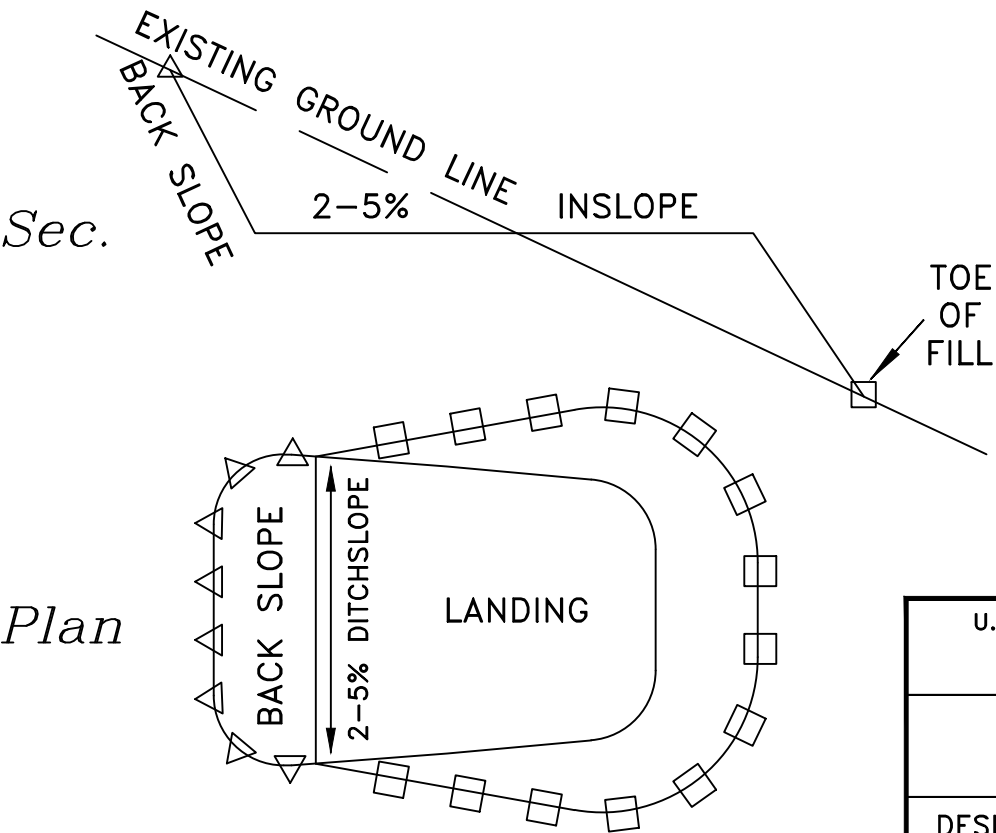 EXISTING GROUND LINE
BACK SLOPE
2-5% INSLOPE
Sec.
TOE
OF
FILL
BACK SLOPE
2-5% DITCHSLOPE
LANDING
Plan
U.